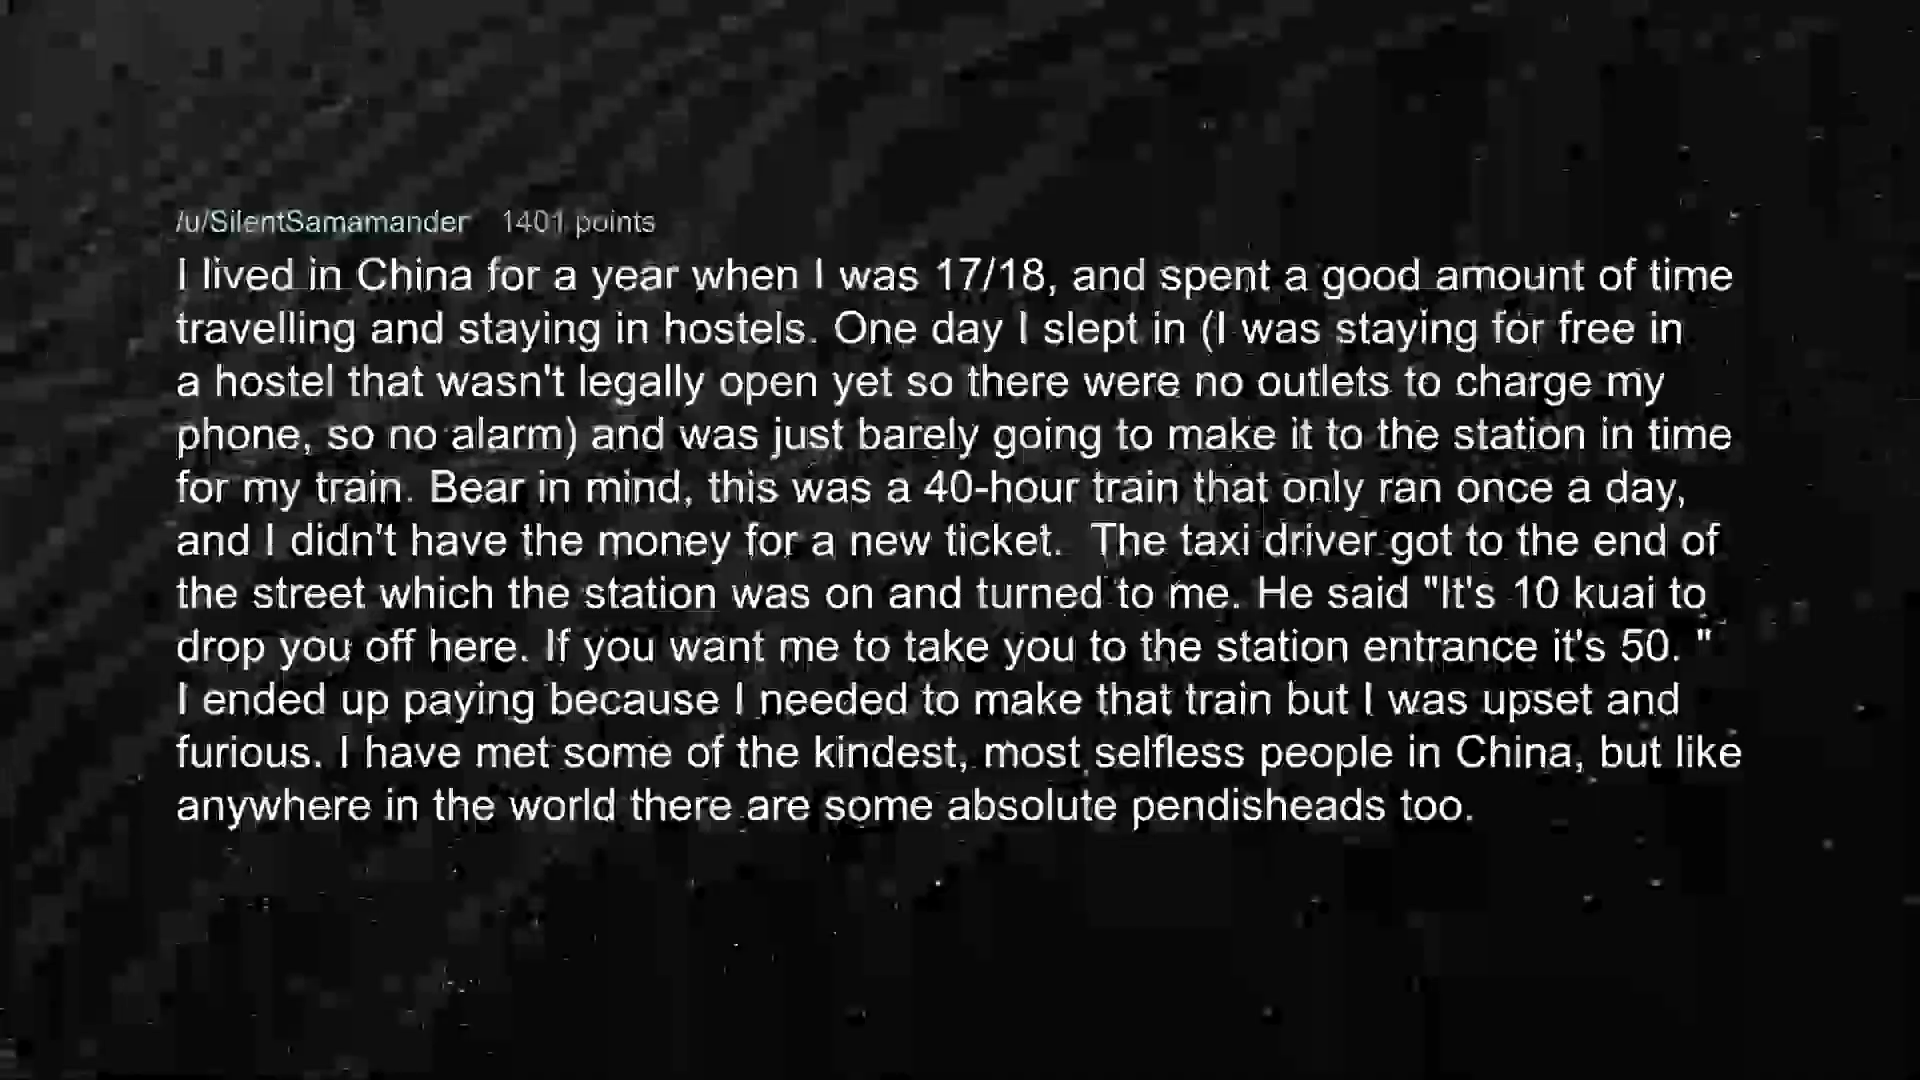 /u/SilentSamamander 1401 points
I lived in China for a year when I was 17/18, and spent a good amount of time
travelling and staying in hostels. One day I slept in (I was staying for free in
a hostel that wasn't legally open yet so there were no outlets to charge my
phone, so no alarm) and was just barely going to make it to the station in time
for my train. Bear in mind, this was a 40-hour train that only ran once a day,
and I didn't have the money for a new ticket.  The taxi driver got to the end of
the street which the station was on and turned to me. He said "It's 10 kuai to
drop you off here. If you want me to take you to the station entrance it's 50. "
I ended up paying because I needed to make that train but I was upset and
furious. I have met some of the kindest, most selfless people in China, but like
anywhere in the world there are some absolute pendisheads too.